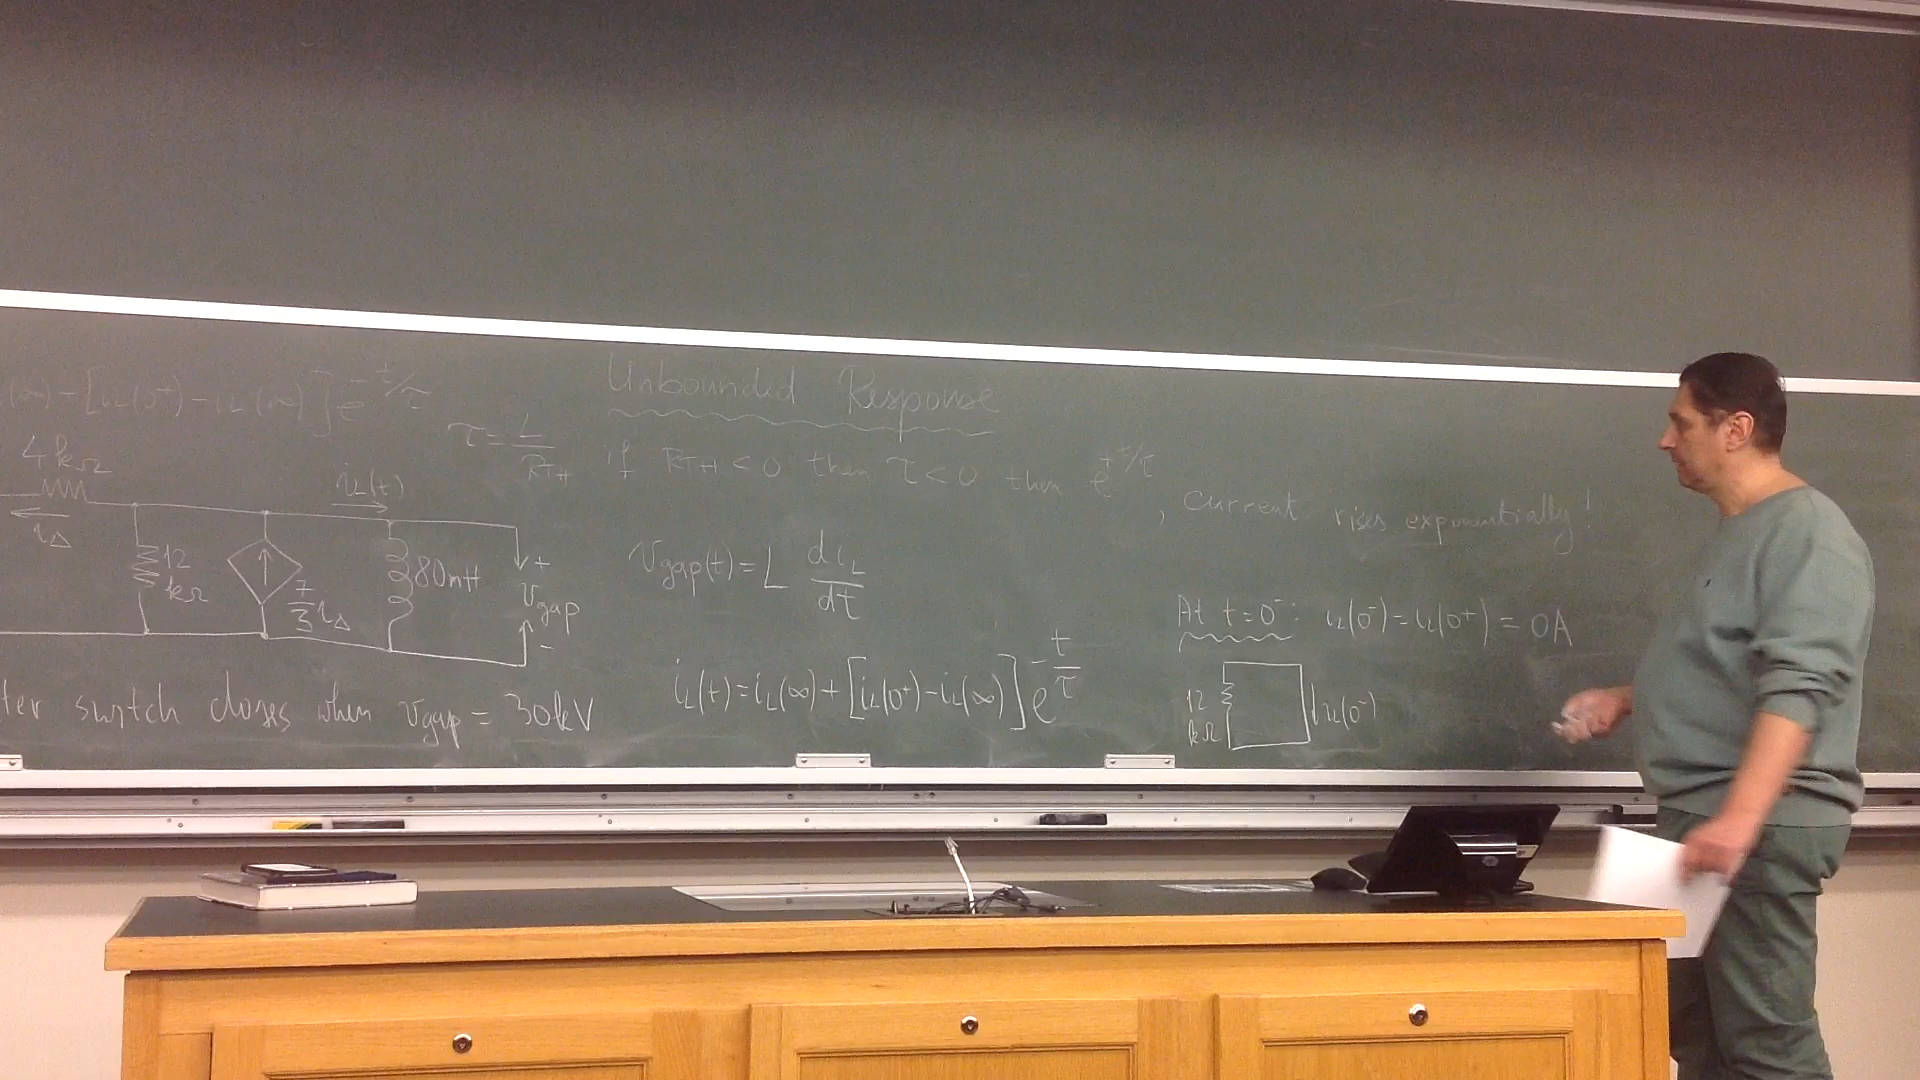 (∞) - [iL(0⁺) - iL(∞)] e^-t/τ
4kΩ
i△
12 kΩ
7/3 i△
iL(t)
80mH
+
vgap
-
ter switch closes when vgap = 30kV
Unbounded Response
τ = L/RTH
if RTH < 0 then τ < 0 then e^+t/τ , current rises exponentially!
vgap(t) = L diL/dt
iL(t) = iL(∞) + [iL(0⁺) - iL(∞)] e^-t/τ
At t=0⁻: iL(0⁻) = iL(0⁺) = 0A
12 kΩ
iL(0⁻)